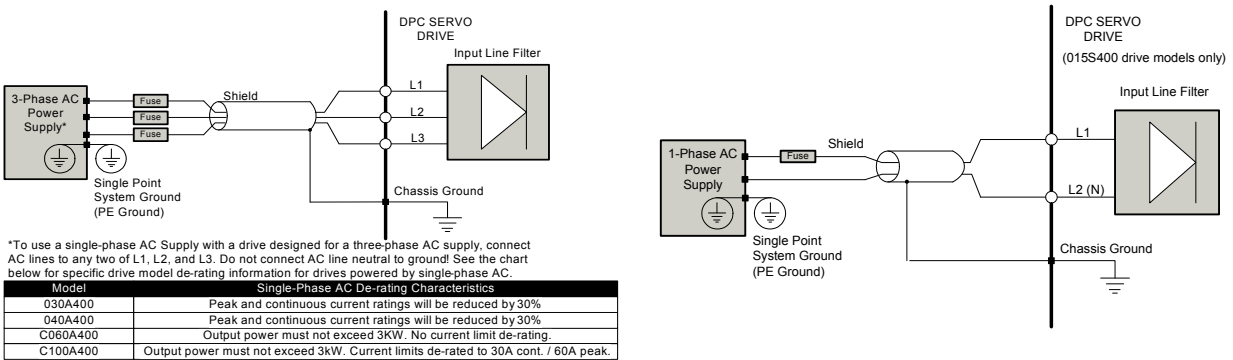 DPC SERVO
DRIVE
Input Line Filter
3-Phase AC
Power
Supply*
Fuse
Fuse
Fuse
Shield
L1
L2
L3
Single Point
System Ground
(PE Ground)
Chassis Ground
*To use a single-phase AC Supply with a drive designed for a three-phase AC supply, connect
AC lines to any two of L1, L2, and L3. Do not connect AC line neutral to ground! See the chart
below for specific drive model de-rating information for drives powered by single-phase AC.
Model Single-Phase AC De-rating Characteristics
030A400 Peak and continuous current ratings will be reduced by 30%
040A400 Peak and continuous current ratings will be reduced by 30%
C060A400 Output power must not exceed 3KW. No current limit de-rating.
C100A400 Output power must not exceed 3kW. Current limits de-rated to 30A cont. / 60A peak.
DPC SERVO
DRIVE
(015S400 drive models only)
Input Line Filter
1-Phase AC
Power
Supply
Fuse
Shield
L1
L2 (N)
Single Point
System Ground
(PE Ground)
Chassis Ground